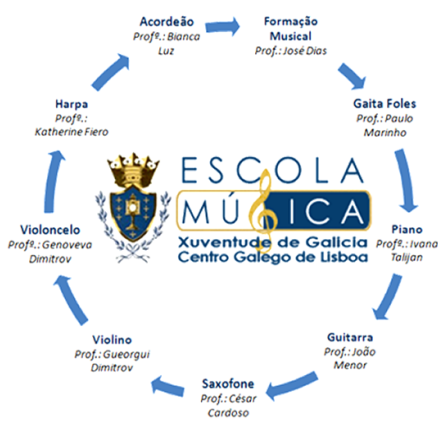 Acordeão
Profª.: Bianca
Luz
Formação
Musical
Prof.: José Dias
Gaita Foles
Prof.: Paulo
Marinho
Piano
Profª.: Ivana
Talijan
Guitarra
Prof.: João
Menor
Saxofone
Prof.: César
Cardoso
Violino
Prof.: Gueorgui
Dimitrov
Violoncelo
Profª.: Genoveva
Dimitrov
Harpa
Profª.:
Katherine Fiero
ESCOLA
MÚSICA
Xuventude de Galicia
Centro Galego de Lisboa